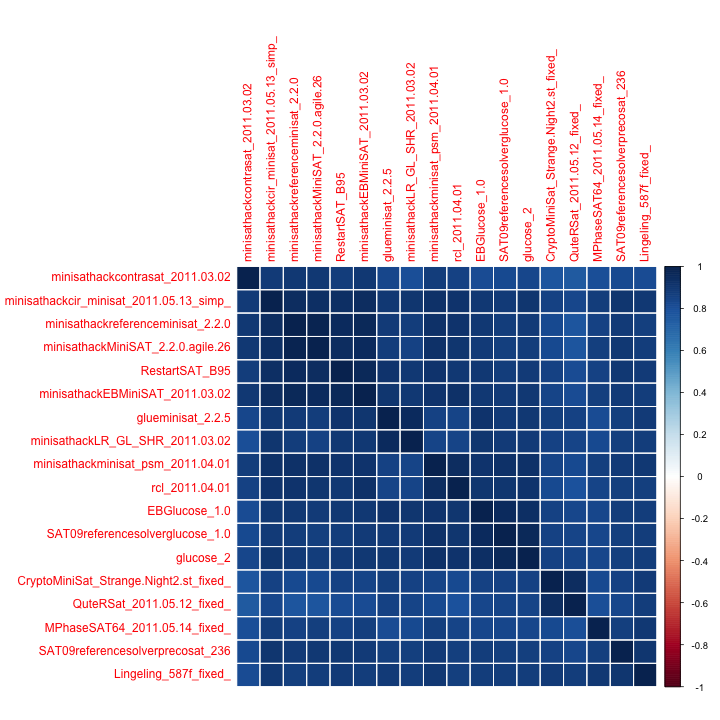 minisathackcontrasat_2011.03.02
minisathackcir_minisat_2011.05.13_simp_
minisathackreferenceminisat_2.2.0
minisathackMiniSAT_2.2.0.agile.26
RestartSAT_B95
minisathackEBMiniSAT_2011.03.02
glueminisat_2.2.5
minisathackLR_GL_SHR_2011.03.02
minisathackminisat_psm_2011.04.01
rcl_2011.04.01
EBGlucose_1.0
SAT09referencesolverglucose_1.0
glucose_2
CryptoMiniSat_Strange.Night2.st_fixed_
QuteRSat_2011.05.12_fixed_
MPhaseSAT64_2011.05.14_fixed_
SAT09referencesolverprecosat_236
Lingeling_587f_fixed_
minisathackcontrasat_2011.03.02
minisathackcir_minisat_2011.05.13_simp_
minisathackreferenceminisat_2.2.0
minisathackMiniSAT_2.2.0.agile.26
RestartSAT_B95
minisathackEBMiniSAT_2011.03.02
glueminisat_2.2.5
minisathackLR_GL_SHR_2011.03.02
minisathackminisat_psm_2011.04.01
rcl_2011.04.01
EBGlucose_1.0
SAT09referencesolverglucose_1.0
glucose_2
CryptoMiniSat_Strange.Night2.st_fixed_
QuteRSat_2011.05.12_fixed_
MPhaseSAT64_2011.05.14_fixed_
SAT09referencesolverprecosat_236
Lingeling_587f_fixed_
1
0.8
0.6
0.4
0.2
0
-0.2
-0.4
-0.6
-0.8
-1